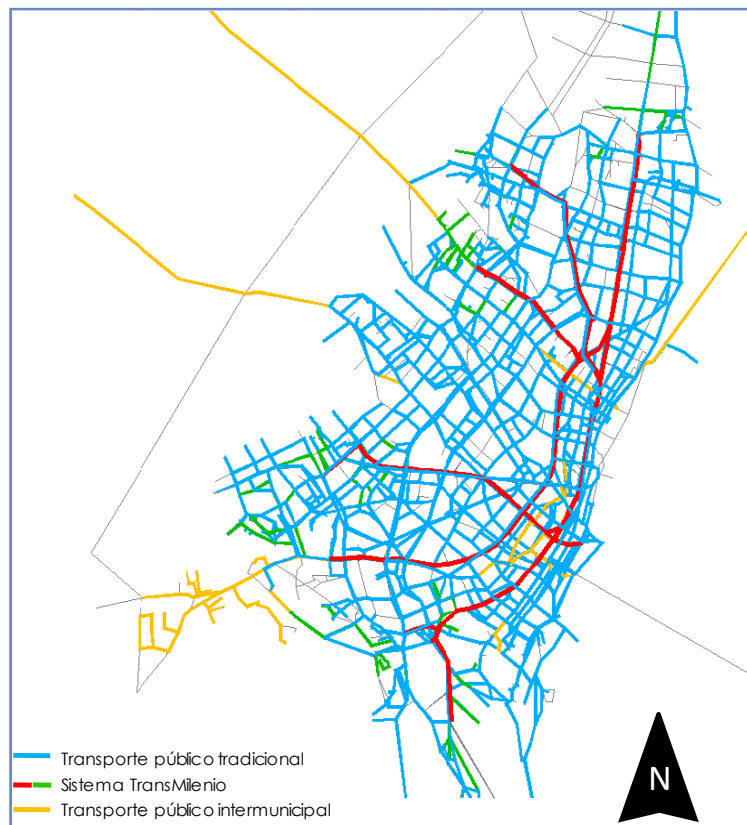 Transporte público tradicional
Sistema TransMilenio
Transporte público intermunicipal
N